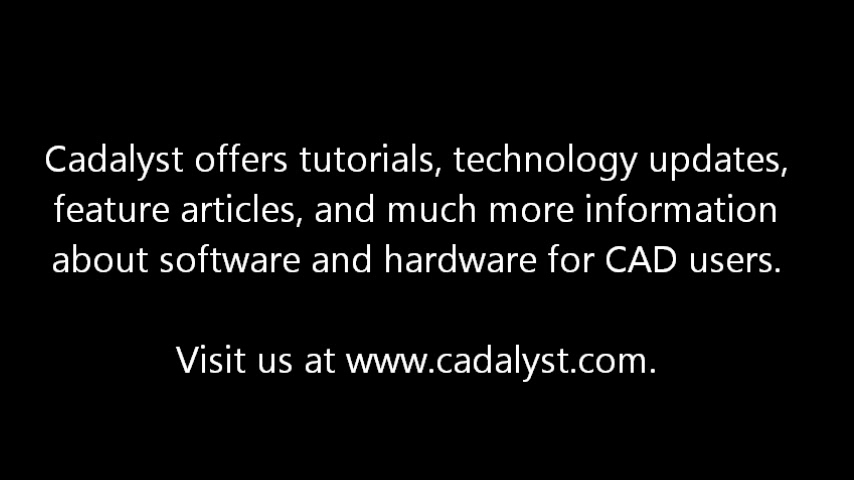 Cadalyst offers tutorials, technology updates,
feature articles, and much more information
about software and hardware for CAD users.
Visit us at www.cadalyst.com.